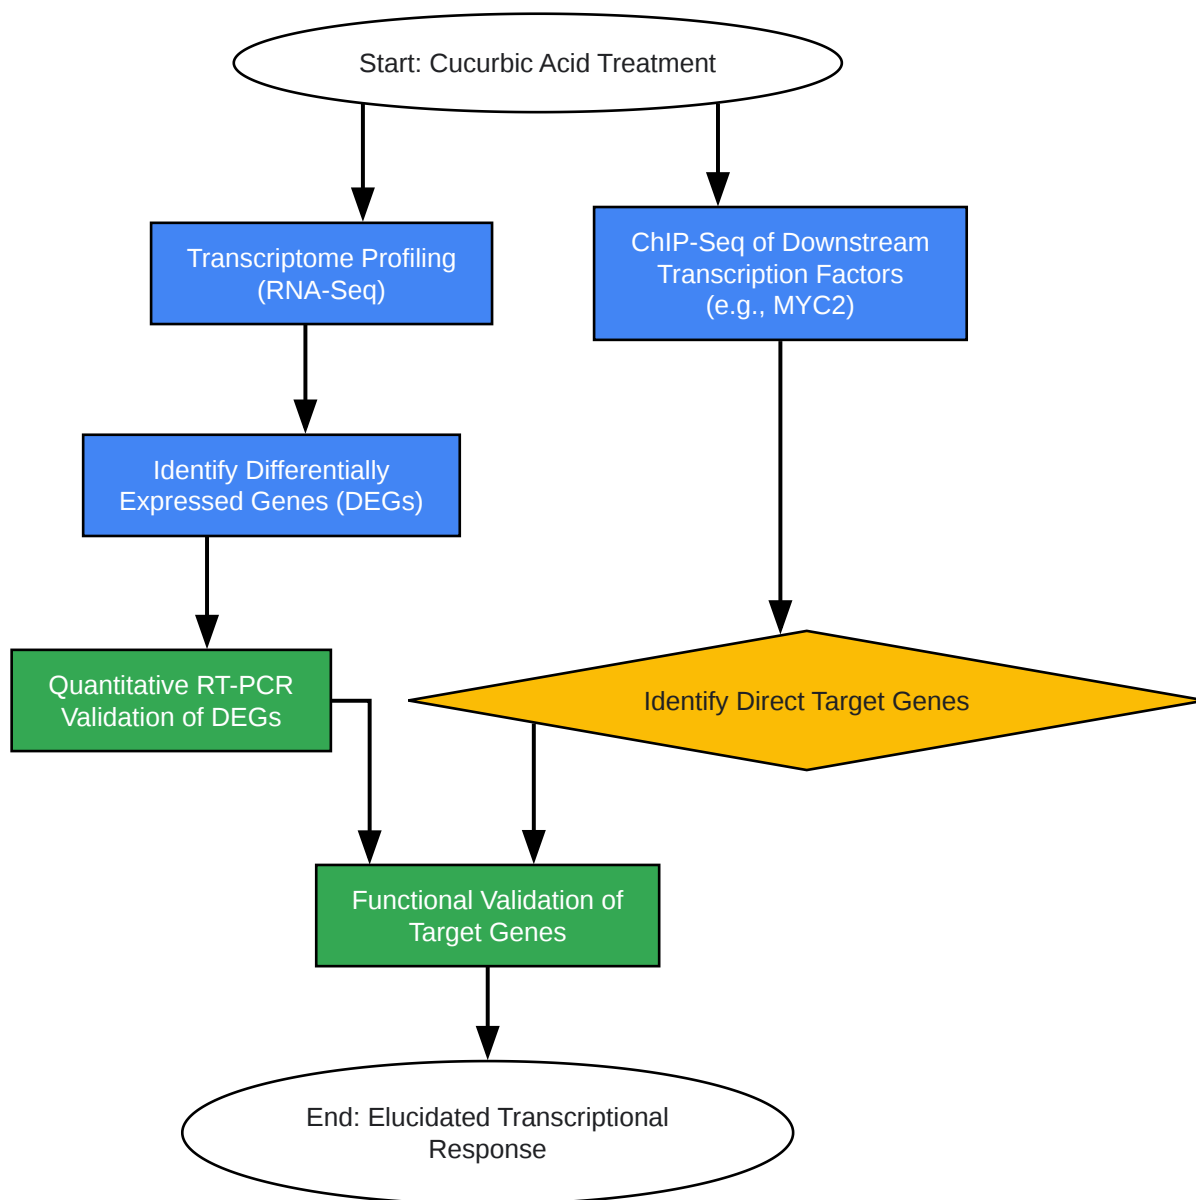 Start: Cucurbic Acid Treatment
Transcriptome Profiling
(RNA-Seq)
ChIP-Seq of Downstream
Transcription Factors
(e.g., MYC2)
Identify Differentially
Expressed Genes (DEGs)
Quantitative RT-PCR
Validation of DEGs
Identify Direct Target Genes
Functional Validation of
Target Genes
End: Elucidated Transcriptional
Response